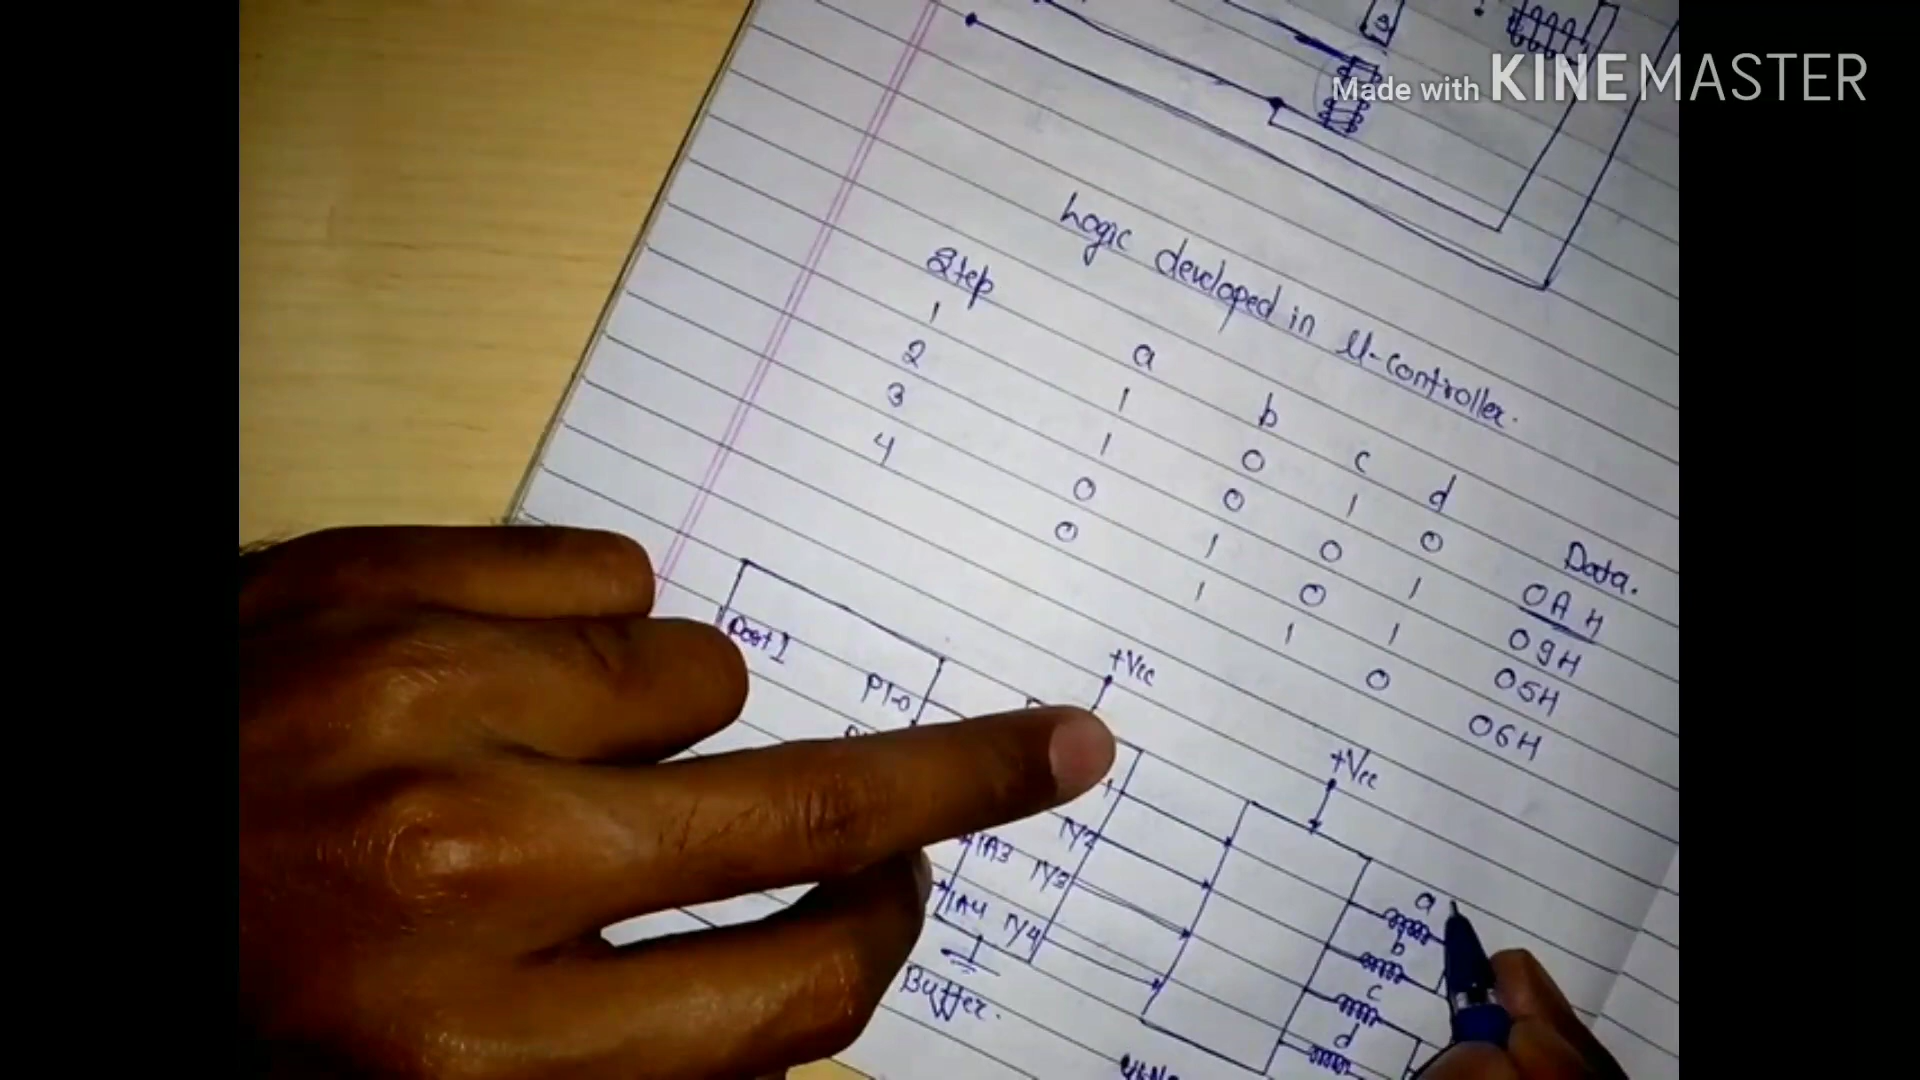 Made with KINEMASTER
Logic developed in μ-controller.
Step a b c d Data.
1 1 0 1 0 0AH
2 1 0 0 1 09H
3 0 1 0 1 05H
4 0 1 1 0 06H
Port 1
P1-0
+Vcc
+Vcc
1Y2
1A3 1Y3
1A4 1Y4
Buffer.
a
b
c
d